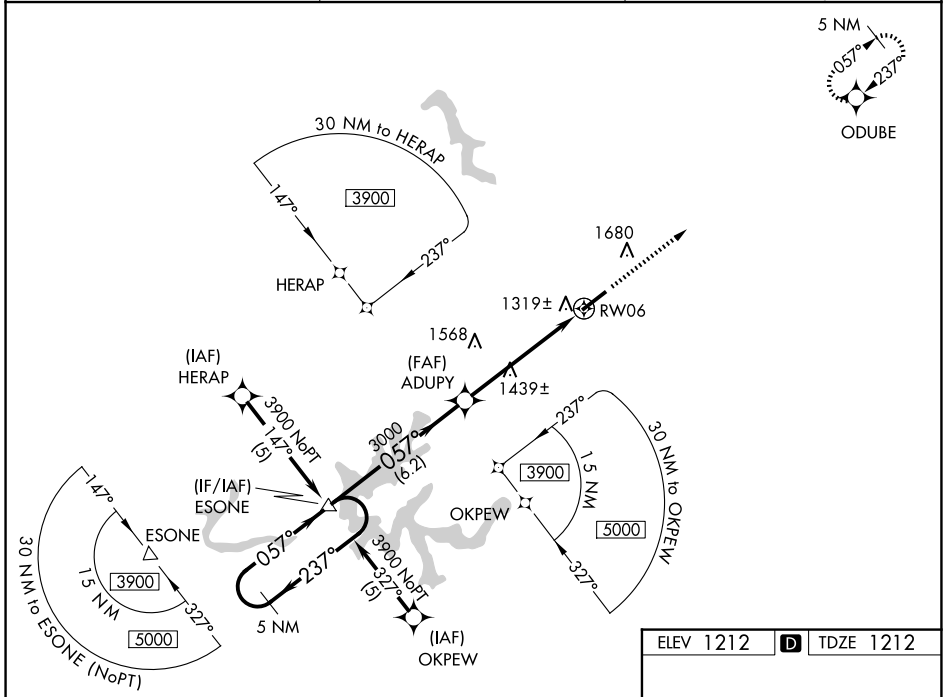 5 NM
057°
237°
ODUBE
30 NM to HERAP
3900
147°
237°
HERAP
1680
1319±
RW06
1568
(FAF)
ADUPY
1439±
(IAF)
HERAP
3900 NoPT
147°
(5)
3000
057°
(6.2)
237°
15 NM
3900
30 NM to OKPEW
OKPEW
5000
327°
(IF/IAF)
ESONE
147°
ESONE
3900
15 NM
327°
5000
30 NM to ESONE (NoPT)
057°
237°
5 NM
3900 NoPT
327°
(5)
(IAF)
OKPEW
ELEV 1212 D TDZE 1212